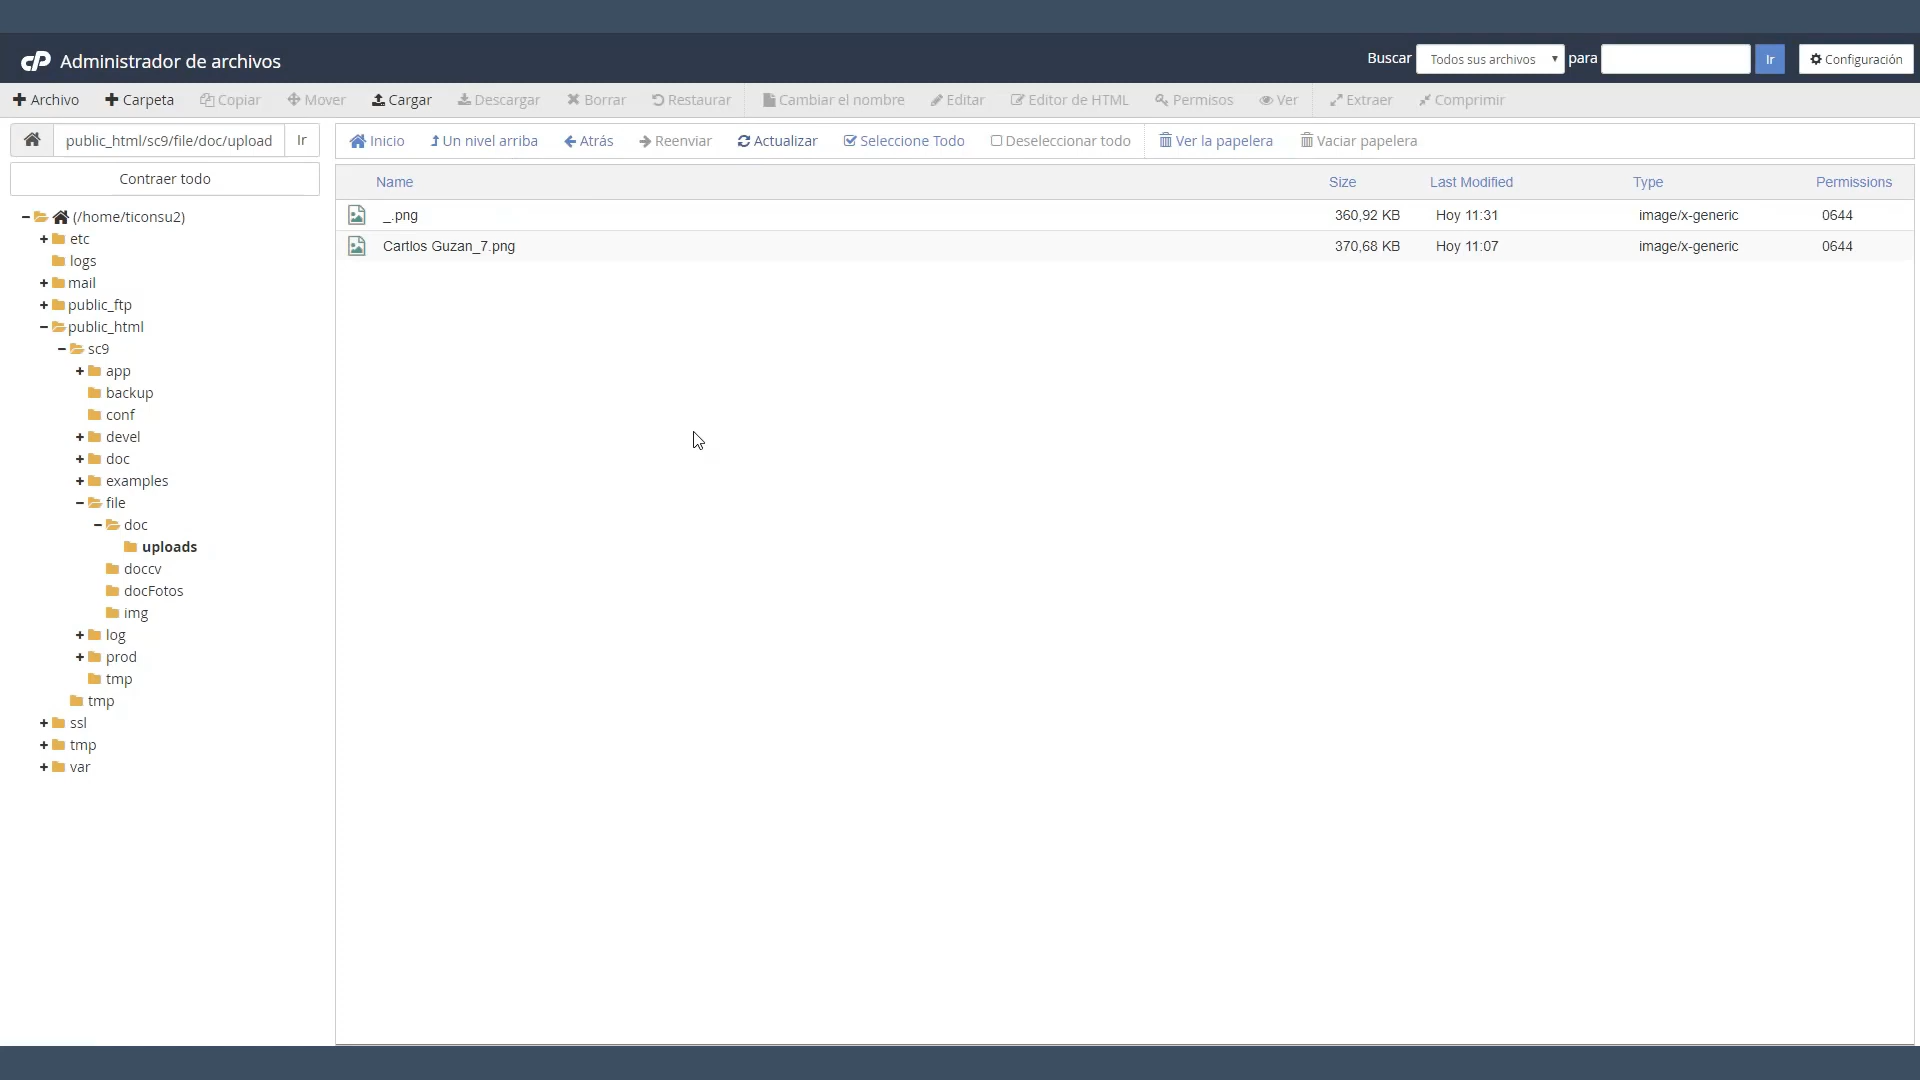 cP Administrador de archivos
Buscar Todos sus archivos para Ir Configuración
Archivo Carpeta Copiar Mover Cargar Descargar Borrar Restaurar Cambiar el nombre Editar Editor de HTML Permisos Ver Extraer Comprimir
public_html/sc9/file/doc/upload Ir
Inicio Un nivel arriba Atrás Reenviar Actualizar Seleccione Todo Deseleccionar todo Ver la papelera Vaciar papelera
Contraer todo
(/home/ticonsu2)
etc
logs
mail
public_ftp
public_html
sc9
app
backup
conf
devel
doc
examples
file
doc
uploads
doccv
docFotos
img
log
prod
tmp
tmp
ssl
tmp
var
Name Size Last Modified Type Permissions
_.png 360,92 KB Hoy 11:31 image/x-generic 0644
Cartlos Guzan_7.png 370,68 KB Hoy 11:07 image/x-generic 0644